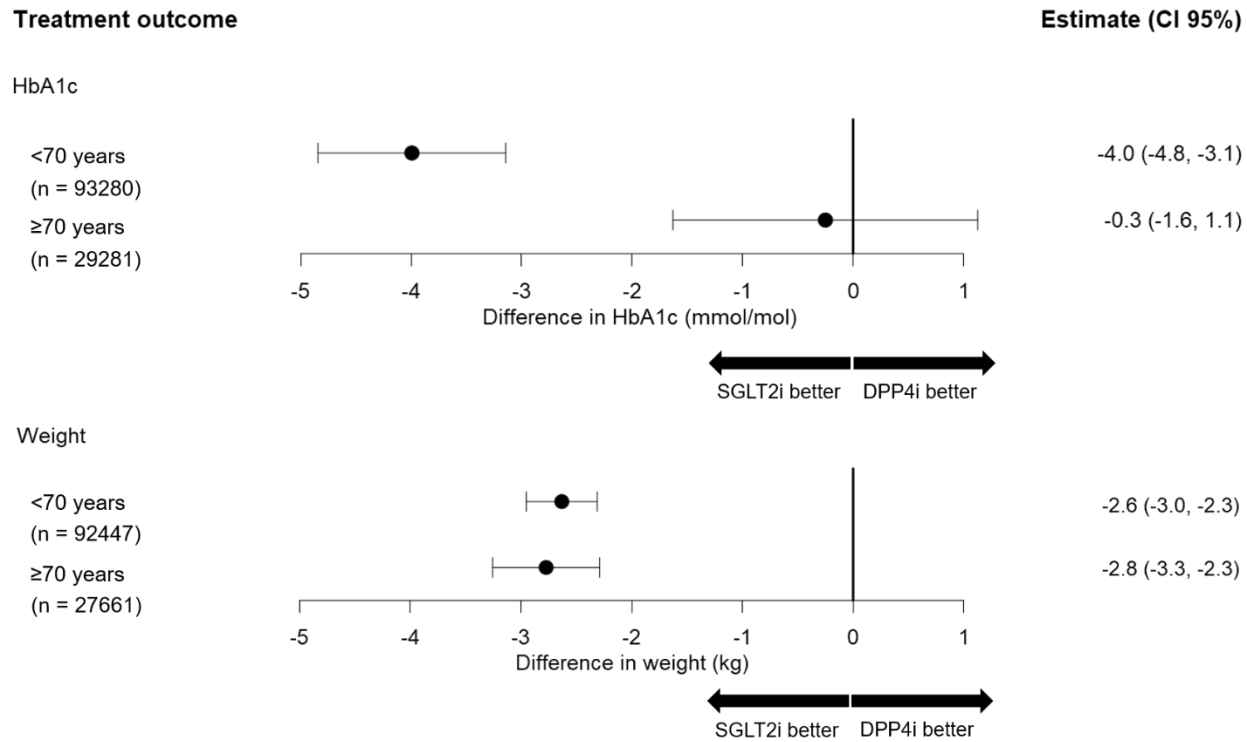 Treatment outcome Estimate (CI 95%)
HbA1c
<70 years -4.0 (-4.8, -3.1)
(n = 93280)
≥70 years -0.3 (-1.6, 1.1)
(n = 29281)
-5 -4 -3 -2 -1 0 1
Difference in HbA1c (mmol/mol)
SGLT2i better DPP4i better
Weight
<70 years -2.6 (-3.0, -2.3)
(n = 92447)
≥70 years -2.8 (-3.3, -2.3)
(n = 27661)
-5 -4 -3 -2 -1 0 1
Difference in weight (kg)
SGLT2i better DPP4i better